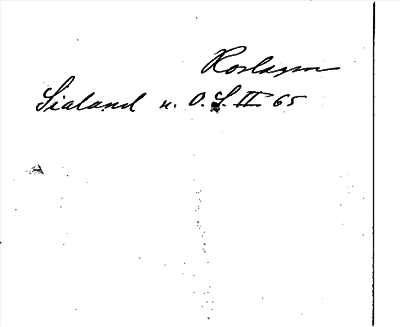 Roslagen
Sialand u. O. S. II 65